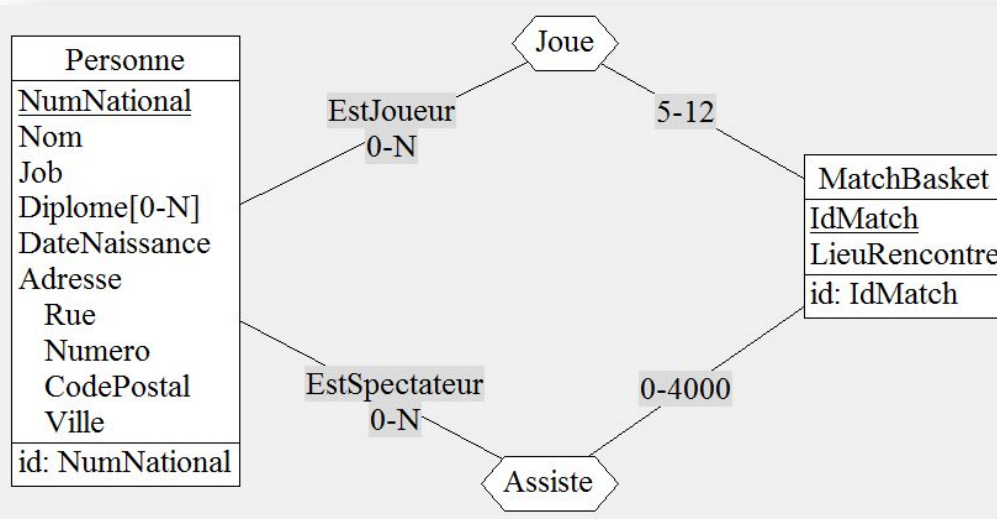 Personne
NumNational
Nom
Job
Diplome[0-N]
DateNaissance
Adresse
Rue
Numero
CodePostal
Ville
id: NumNational
Joue
EstJoueur
0-N
5-12
MatchBasket
IdMatch
LieuRencontre
id: IdMatch
EstSpectateur
0-N
0-4000
Assiste